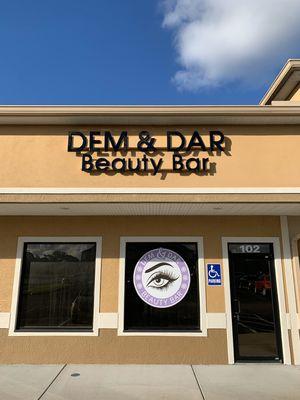 DEM & DAR
Beauty Bar
102
DEM & DAR
BEAUTY BAR
PARKING